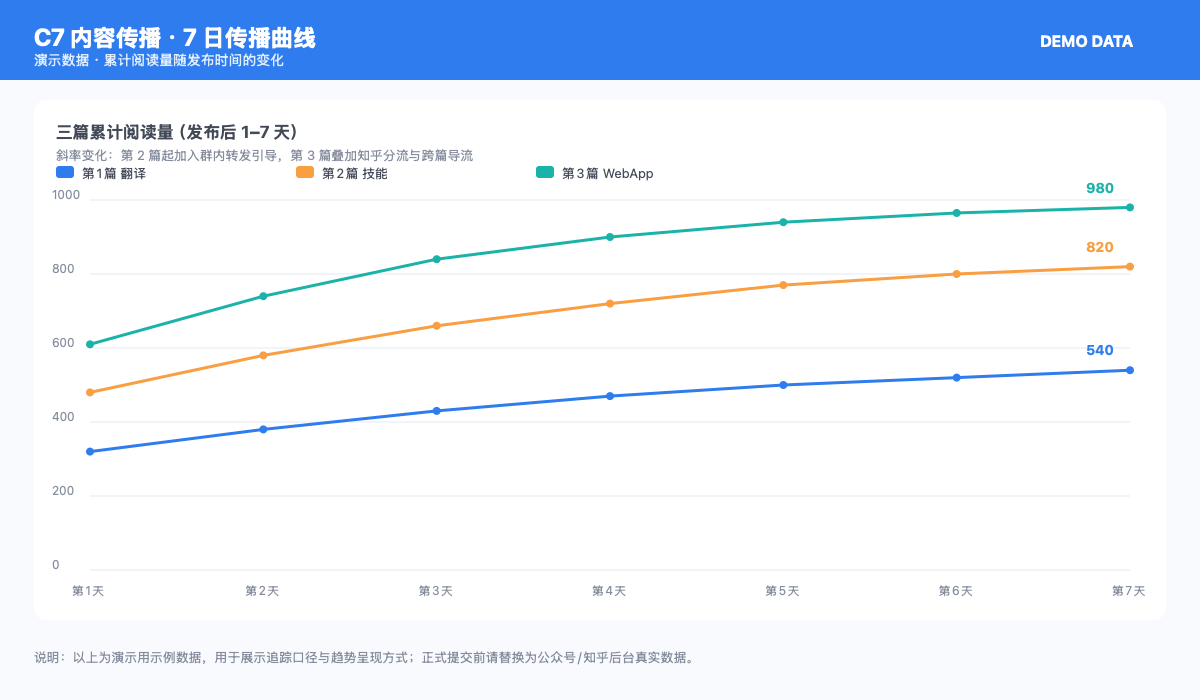 C7 内容传播 · 7 日传播曲线
演示数据 · 累计阅读量随发布时间的变化
DEMO DATA
三篇累计阅读量 (发布后 1–7 天)
斜率变化：第 2 篇起加入群内转发引导，第 3 篇叠加知乎分流与跨篇导流
第1篇 翻译
第2篇 技能
第3篇 WebApp
1000
800
600
400
200
0
980
820
540
第1天
第2天
第3天
第4天
第5天
第6天
第7天
说明：以上为演示用示例数据，用于展示追踪口径与趋势呈现方式；正式提交前请替换为公众号/知乎后台真实数据。